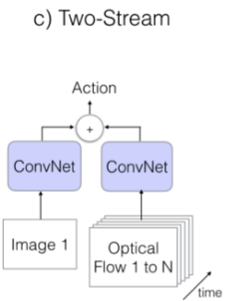 c) Two-Stream
Action
+
ConvNet ConvNet
Image 1
Optical
Flow 1 to N
time